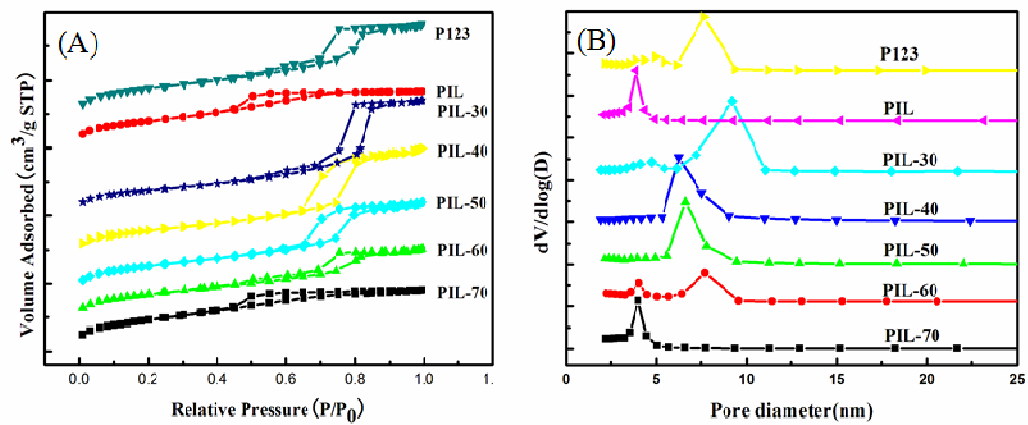 (A)
P123
PIL
PIL-30
PIL-40
PIL-50
PIL-60
PIL-70
Volume Adsorbed (cm³/g STP)
0.0 0.2 0.4 0.6 0.8 1.0 1.
Relative Pressure (P/P₀)
(B)
P123
PIL
PIL-30
PIL-40
PIL-50
PIL-60
PIL-70
dV/dlog(D)
0 5 10 15 20 25
Pore diameter(nm)